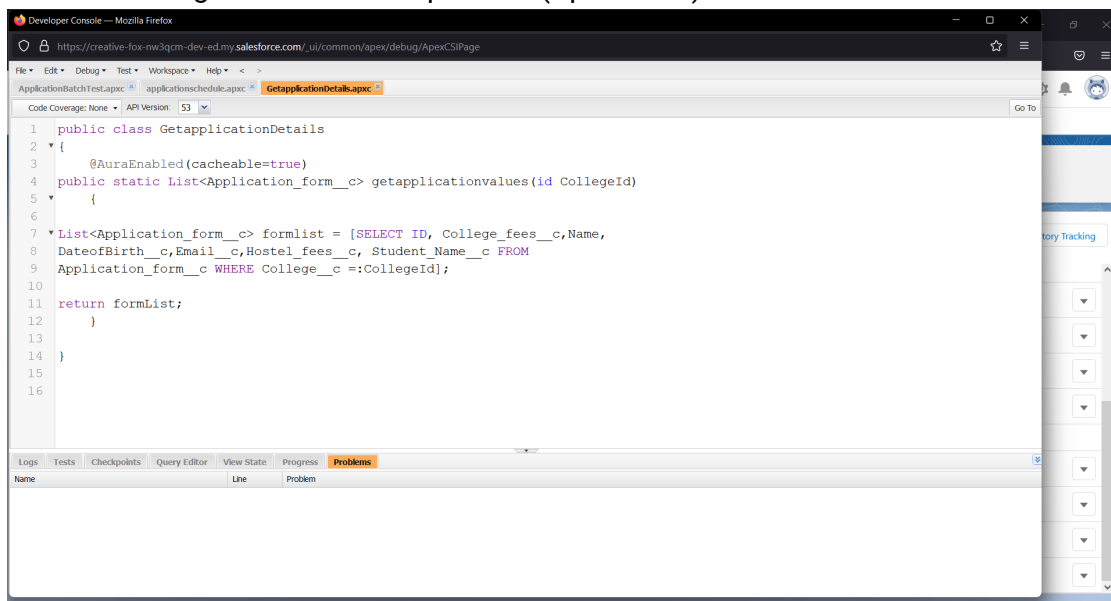 Developer Console — Mozilla Firefox
https://creative-fox-nw3qcm-dev-ed.my.salesforce.com/_ui/common/apex/debug/ApexCSIPage
File Edit Debug Test Workspace Help < >
ApplicationBatchTest.apxc applicationschedule.apxc GetapplicationDetails.apxc
Code Coverage: None API Version: 53 Go To
1 public class GetapplicationDetails
2 {
3 @AuraEnabled(cacheable=true)
4 public static List<Application_form__c> getapplicationvalues(id CollegeId)
5 {
6
7 List<Application_form__c> formlist = [SELECT ID, College_fees__c,Name,
8 DateofBirth__c,Email__c,Hostel_fees__c, Student_Name__c FROM
9 Application_form__c WHERE College__c =:CollegeId];
10
11 return formList;
12 }
13
14 }
15
16
tory Tracking
Logs Tests Checkpoints Query Editor View State Progress Problems
Name Line Problem